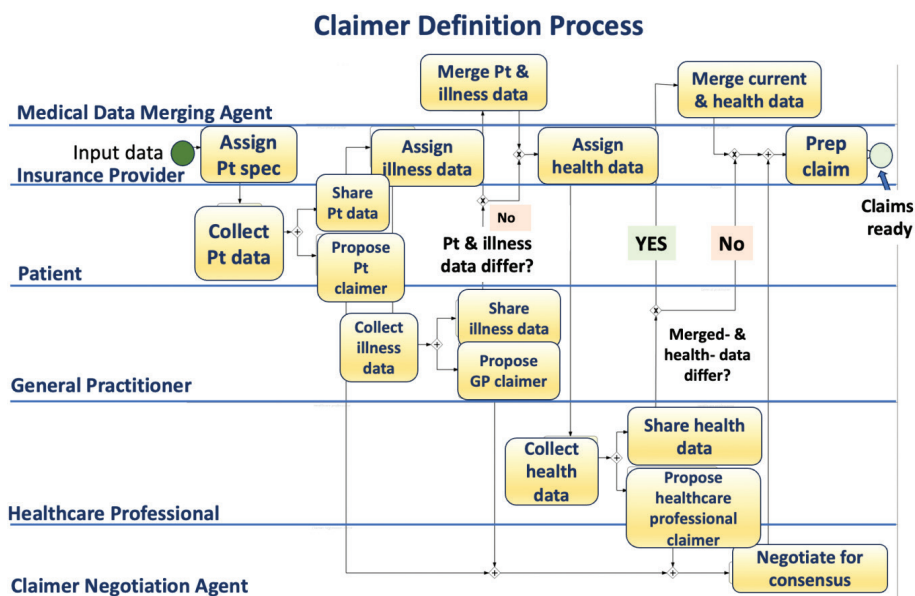 Claimer Definition Process
Merge Pt &
illness data
Merge current
& health data
Medical Data Merging Agent
Input data
Assign
Pt spec
Assign
illness data
Assign
health data
Prep
claim
Insurance Provider
Share
Pt data
Claims
ready
Collect
Pt data
No
Pt & illness
data differ?
YES
No
Propose
Pt
claimer
Patient
Collect
illness
data
Share
illness data
Propose
GP claimer
Merged- &
health- data
differ?
General Practitioner
Collect
health
data
Share health
data
Propose
healthcare
professional
claimer
Healthcare Professional
Negotiate for
consensus
Claimer Negotiation Agent